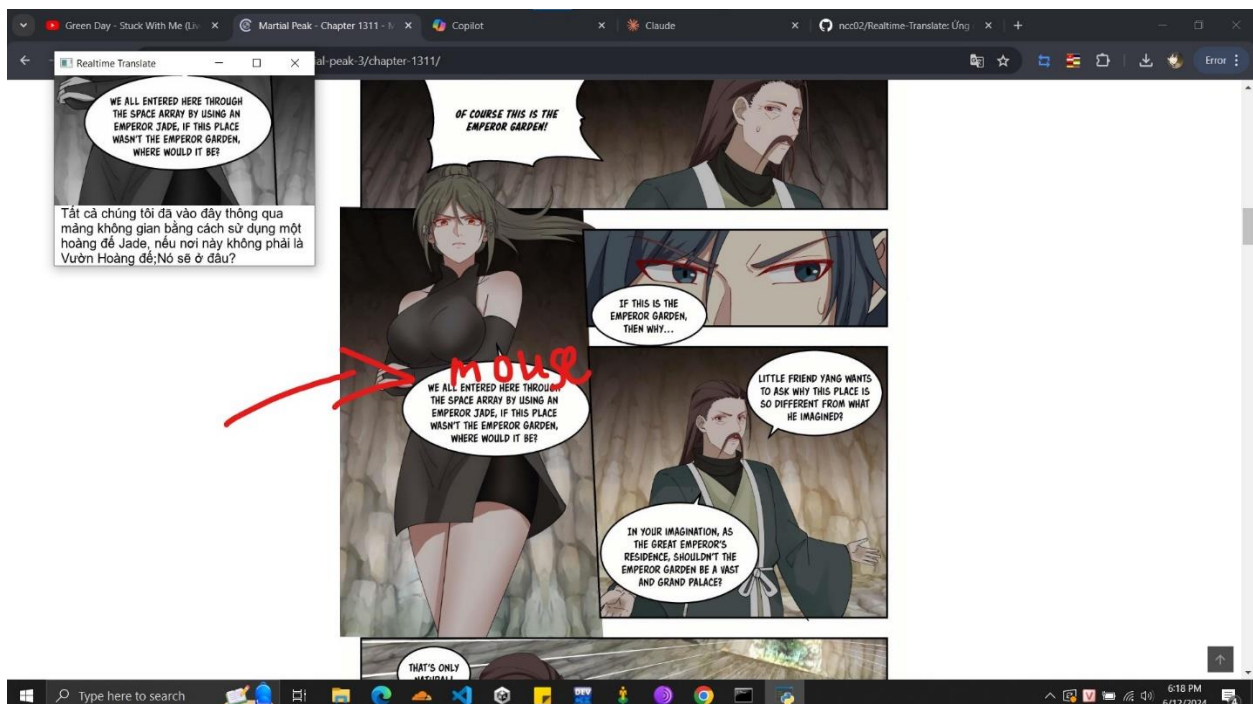 Green Day - Stuck With Me (Liv
Martial Peak - Chapter 1311 - M
Copilot
Claude
ncc02/Realtime-Translate: Ứng
Realtime Translate
ial-peak-3/chapter-1311/
Error
WE ALL ENTERED HERE THROUGH
THE SPACE ARRAY BY USING AN
EMPEROR JADE, IF THIS PLACE
WASN'T THE EMPEROR GARDEN,
WHERE WOULD IT BE?
Tất cả chúng tôi đã vào đây thông qua
mảng không gian bằng cách sử dụng một
hoàng đế Jade, nếu nơi này không phải là
Vườn Hoàng đế;Nó sẽ ở đâu?
OF COURSE THIS IS THE
EMPEROR GARDEN!
IF THIS IS THE
EMPEROR GARDEN,
THEN WHY...
mouse
WE ALL ENTERED HERE THROUGH
THE SPACE ARRAY BY USING AN
EMPEROR JADE, IF THIS PLACE
WASN'T THE EMPEROR GARDEN,
WHERE WOULD IT BE?
LITTLE FRIEND YANG WANTS
TO ASK WHY THIS PLACE IS
SO DIFFERENT FROM WHAT
HE IMAGINED?
IN YOUR IMAGINATION, AS
THE GREAT EMPEROR'S
RESIDENCE, SHOULDN'T THE
EMPEROR GARDEN BE A VAST
AND GRAND PALACE?
THAT'S ONLY
NATURAL!
Type here to search
DEV
V
6:18 PM
6/12/2024
4